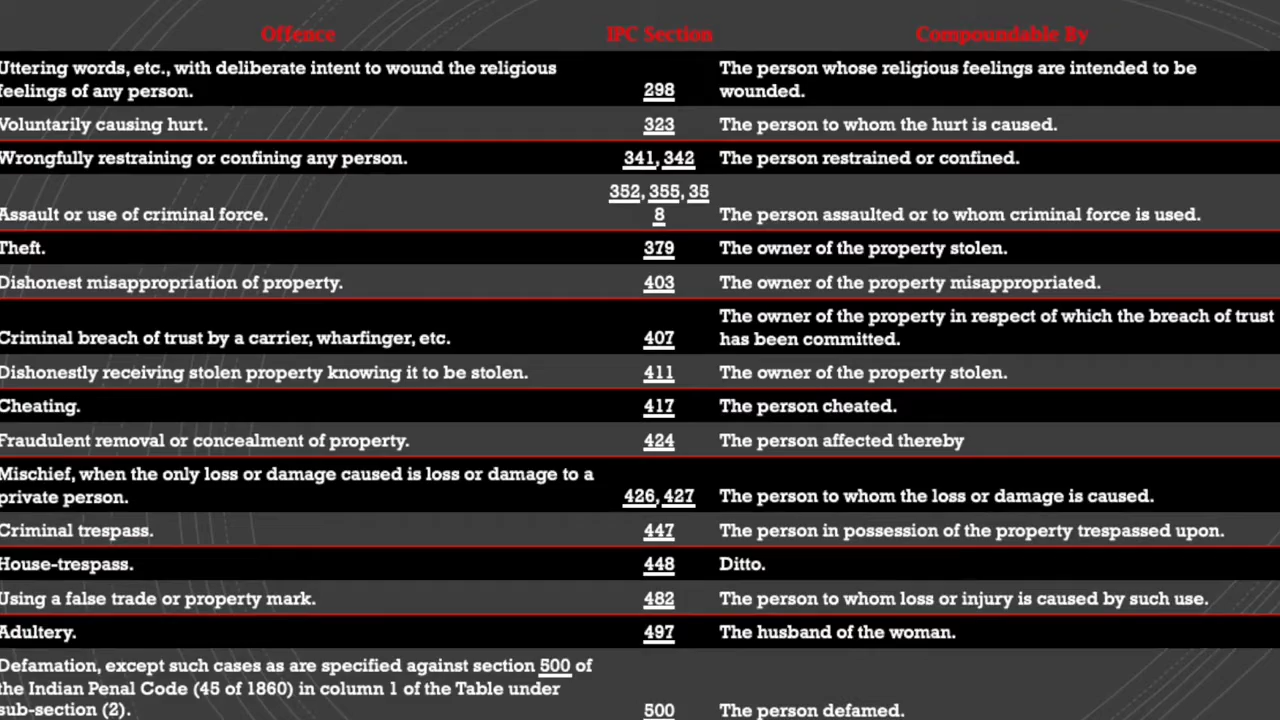 Offence IPC Section Compoundable By
Uttering words, etc., with deliberate intent to wound the religious The person whose religious feelings are intended to be
feelings of any person. 298 wounded.
Voluntarily causing hurt. 323 The person to whom the hurt is caused.
Wrongfully restraining or confining any person. 341, 342 The person restrained or confined.
352, 355, 35
Assault or use of criminal force. 8 The person assaulted or to whom criminal force is used.
Theft. 379 The owner of the property stolen.
Dishonest misappropriation of property. 403 The owner of the property misappropriated.
The owner of the property in respect of which the breach of trust
Criminal breach of trust by a carrier, wharfinger, etc. 407 has been committed.
Dishonestly receiving stolen property knowing it to be stolen. 411 The owner of the property stolen.
Cheating. 417 The person cheated.
Fraudulent removal or concealment of property. 424 The person affected thereby
Mischief, when the only loss or damage caused is loss or damage to a
private person. 426, 427 The person to whom the loss or damage is caused.
Criminal trespass. 447 The person in possession of the property trespassed upon.
House-trespass. 448 Ditto.
Using a false trade or property mark. 482 The person to whom loss or injury is caused by such use.
Adultery. 497 The husband of the woman.
Defamation, except such cases as are specified against section 500 of
the Indian Penal Code (45 of 1860) in column 1 of the Table under
sub-section (2). 500 The person defamed.